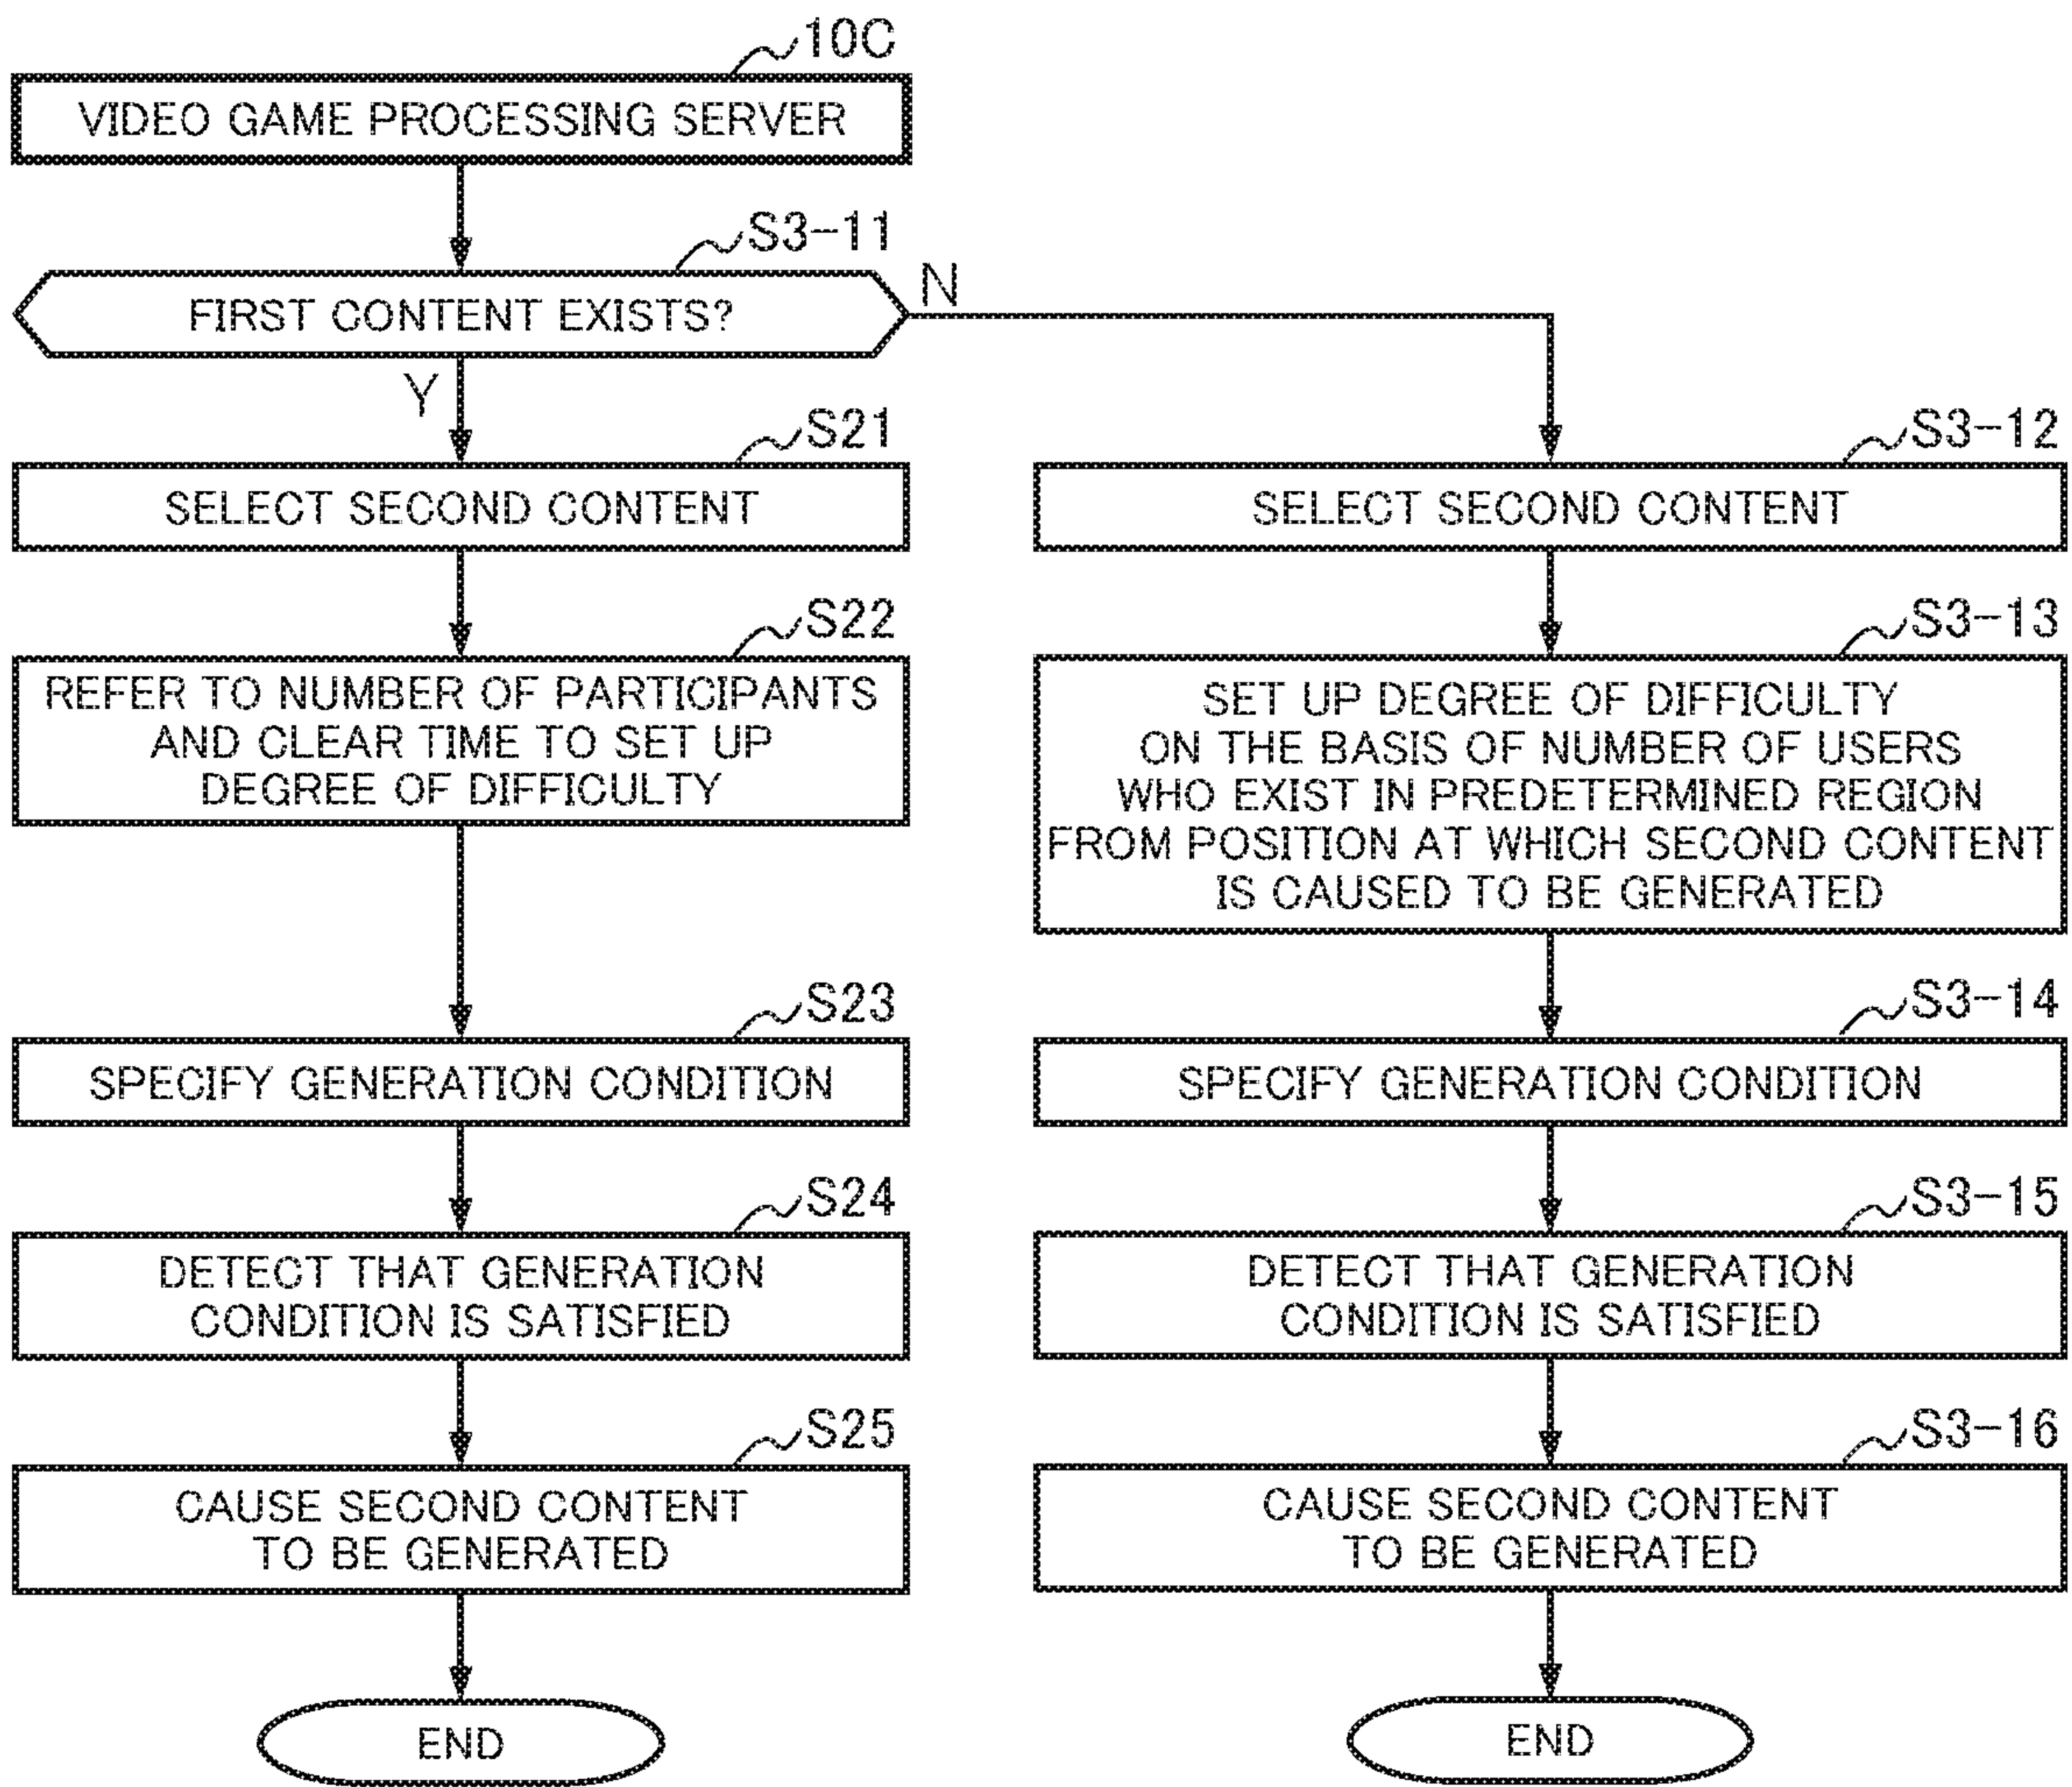 10C
VIDEO GAME PROCESSING SERVER
S3-11
FIRST CONTENT EXISTS?
N
Y
S21
SELECT SECOND CONTENT
S22
REFER TO NUMBER OF PARTICIPANTS
AND CLEAR TIME TO SET UP
DEGREE OF DIFFICULTY
S23
SPECIFY GENERATION CONDITION
S24
DETECT THAT GENERATION
CONDITION IS SATISFIED
S25
CAUSE SECOND CONTENT
TO BE GENERATED
END
S3-12
SELECT SECOND CONTENT
S3-13
SET UP DEGREE OF DIFFICULTY
ON THE BASIS OF NUMBER OF USERS
WHO EXIST IN PREDETERMINED REGION
FROM POSITION AT WHICH SECOND CONTENT
IS CAUSED TO BE GENERATED
S3-14
SPECIFY GENERATION CONDITION
S3-15
DETECT THAT GENERATION
CONDITION IS SATISFIED
S3-16
CAUSE SECOND CONTENT
TO BE GENERATED
END